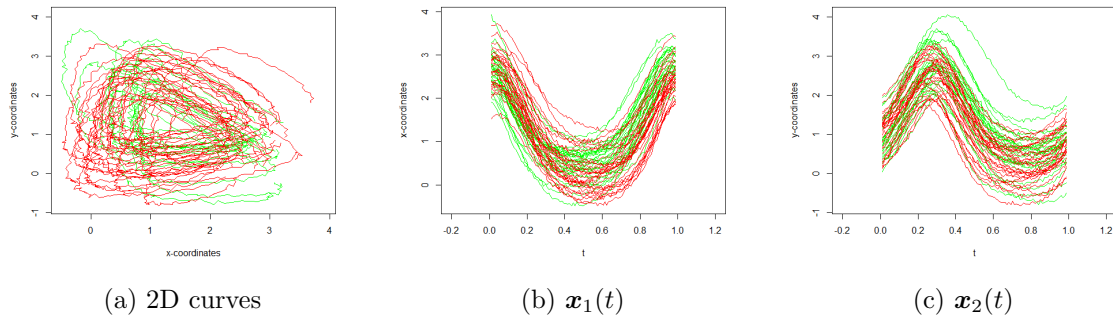 y-coordinates
-1 0 1 2 3 4
0 1 2 3 4
x-coordinates
(a) 2D curves
x-coordinates
0 1 2 3 4
-0.2 0.0 0.2 0.4 0.6 0.8 1.0 1.2
t
(b) x₁(t)
y-coordinates
-1 0 1 2 3 4
-0.2 0.0 0.2 0.4 0.6 0.8 1.0 1.2
t
(c) x₂(t)